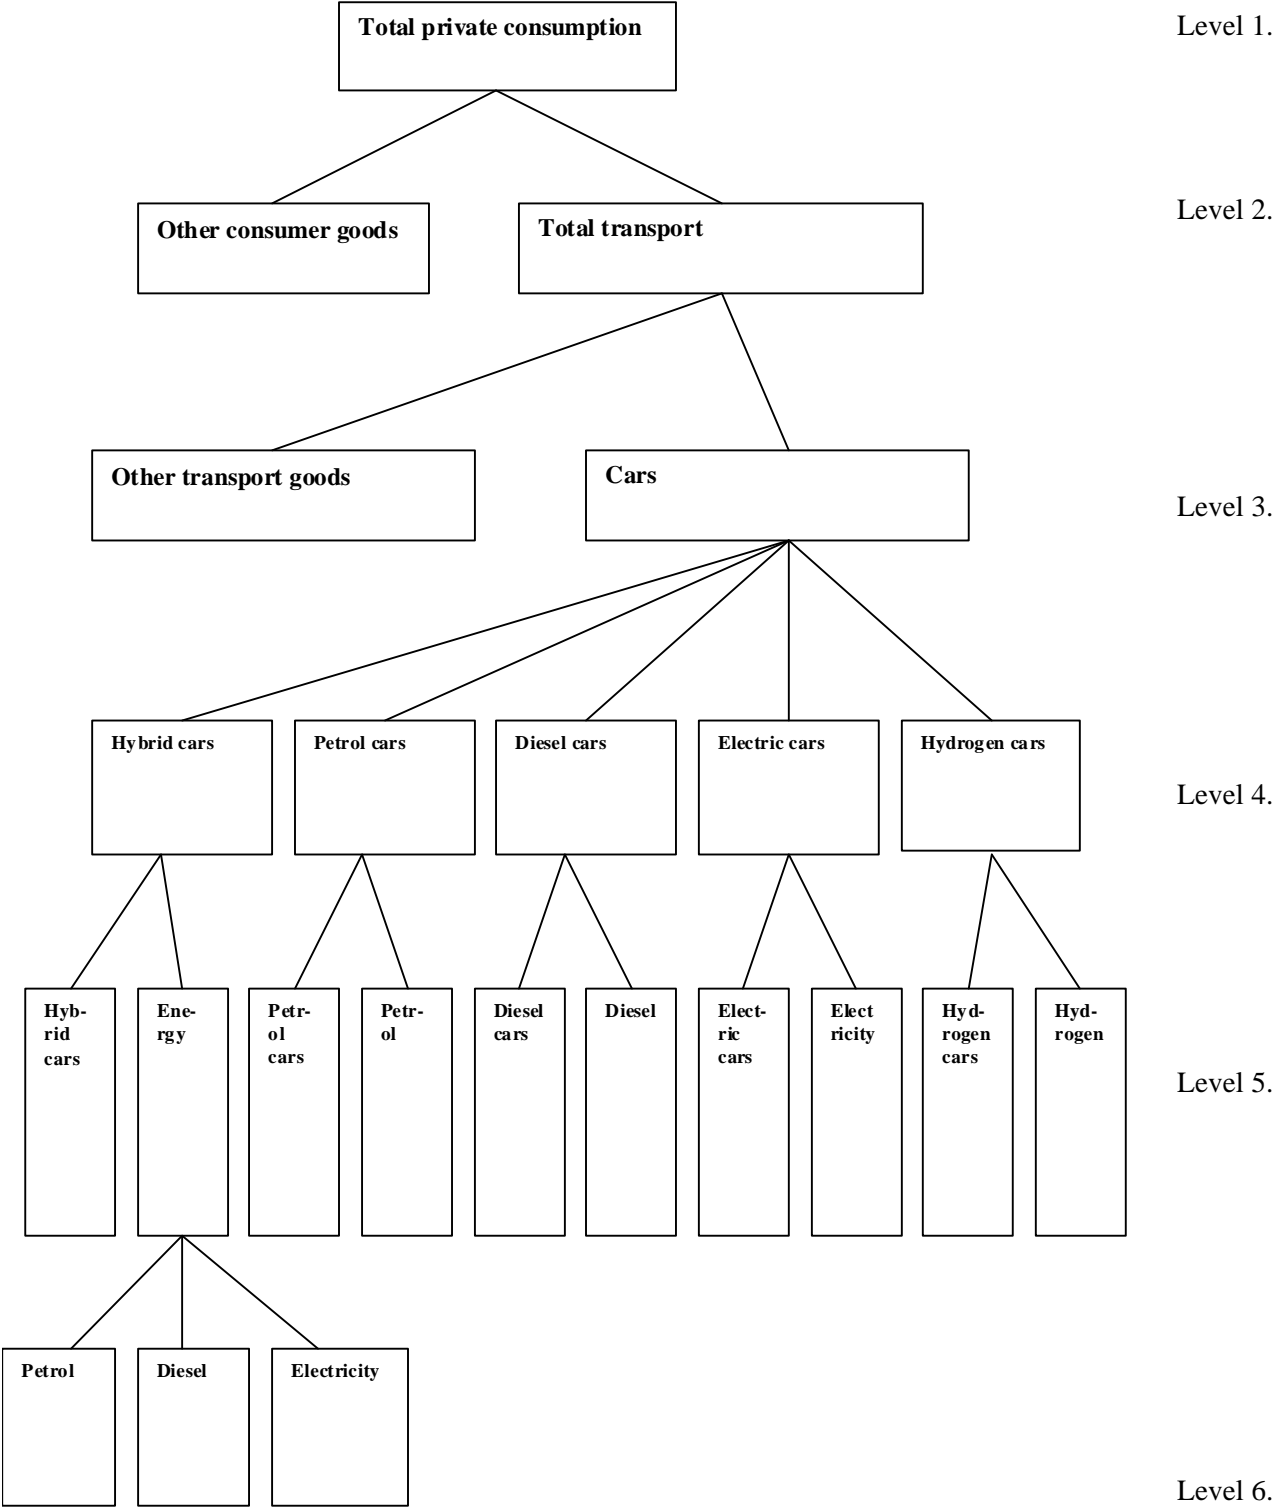 Total private consumption
Level 1.
Other consumer goods
Total transport
Level 2.
Other transport goods
Cars
Level 3.
Hybrid cars
Petrol cars
Diesel cars
Electric cars
Hydrogen cars
Level 4.
Hyb-
rid
cars
Ene-
rgy
Petr-
ol
cars
Petr-
ol
Diesel
cars
Diesel
Elect-
ric
cars
Elect
ricity
Hyd-
rogen
cars
Hyd-
rogen
Level 5.
Petrol
Diesel
Electricity
Level 6.